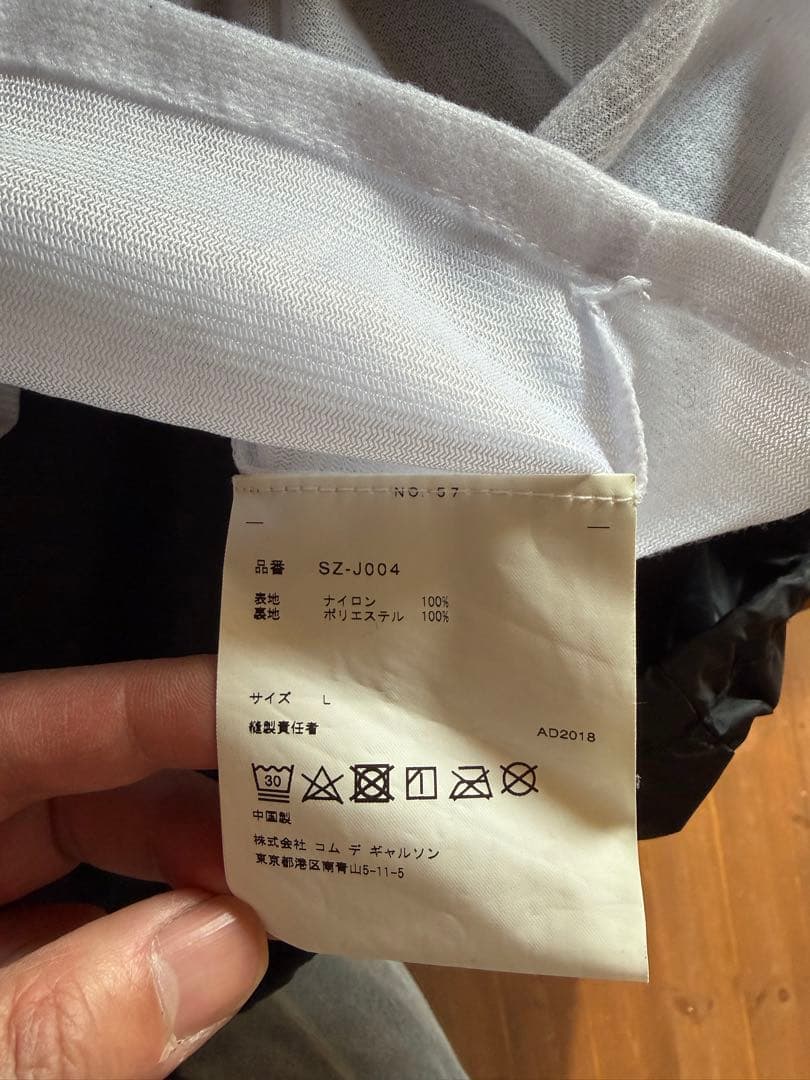 NO. 57
品番 SZ-J004
表地 ナイロン 100%
裏地 ポリエステル 100%
サイズ L
縫製責任者
AD2018
30
中国製
株式会社 コム デ ギャルソン
東京都港区南青山5-11-5